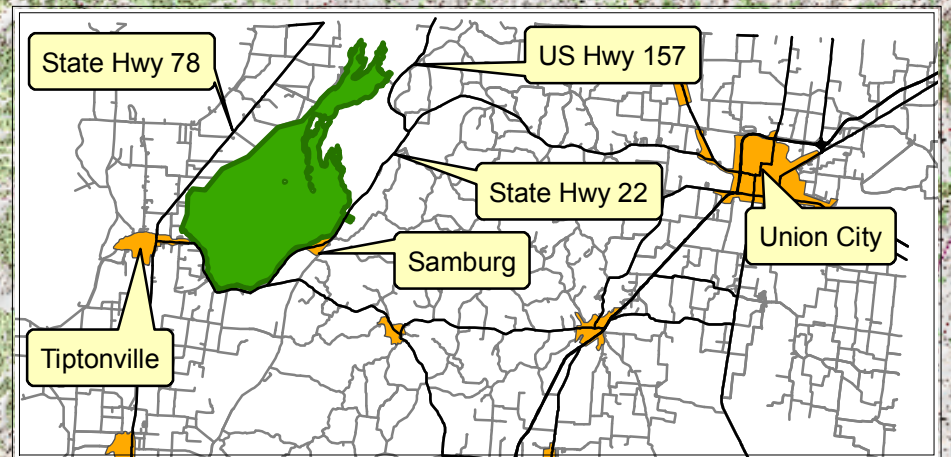 State Hwy 78
US Hwy 157
State Hwy 22
Union City
Samburg
Tiptonville